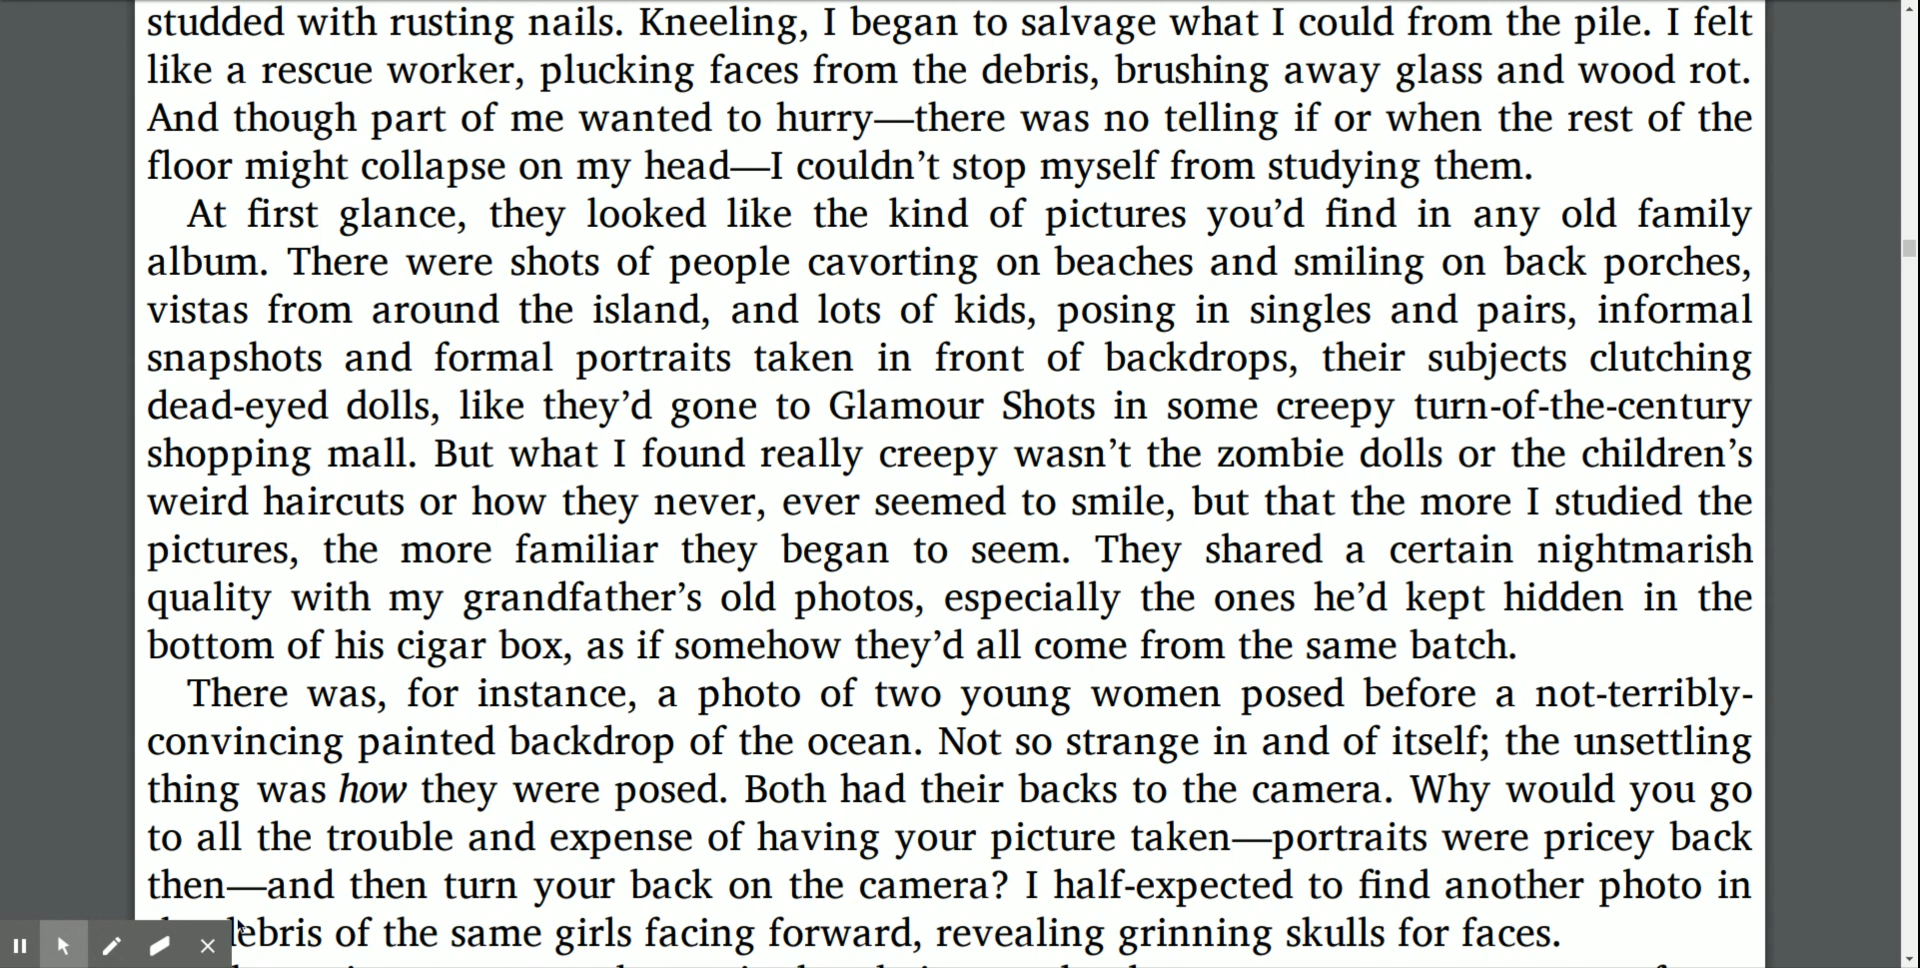 studded with rusting nails. Kneeling, I began to salvage what I could from the pile. I felt
like a rescue worker, plucking faces from the debris, brushing away glass and wood rot.
And though part of me wanted to hurry—there was no telling if or when the rest of the
floor might collapse on my head—I couldn’t stop myself from studying them.
At first glance, they looked like the kind of pictures you’d find in any old family
album. There were shots of people cavorting on beaches and smiling on back porches,
vistas from around the island, and lots of kids, posing in singles and pairs, informal
snapshots and formal portraits taken in front of backdrops, their subjects clutching
dead-eyed dolls, like they’d gone to Glamour Shots in some creepy turn-of-the-century
shopping mall. But what I found really creepy wasn’t the zombie dolls or the children’s
weird haircuts or how they never, ever seemed to smile, but that the more I studied the
pictures, the more familiar they began to seem. They shared a certain nightmarish
quality with my grandfather’s old photos, especially the ones he’d kept hidden in the
bottom of his cigar box, as if somehow they’d all come from the same batch.
There was, for instance, a photo of two young women posed before a not-terribly-
convincing painted backdrop of the ocean. Not so strange in and of itself; the unsettling
thing was how they were posed. Both had their backs to the camera. Why would you go
to all the trouble and expense of having your picture taken—portraits were pricey back
then—and then turn your back on the camera? I half-expected to find another photo in
debris of the same girls facing forward, revealing grinning skulls for faces.